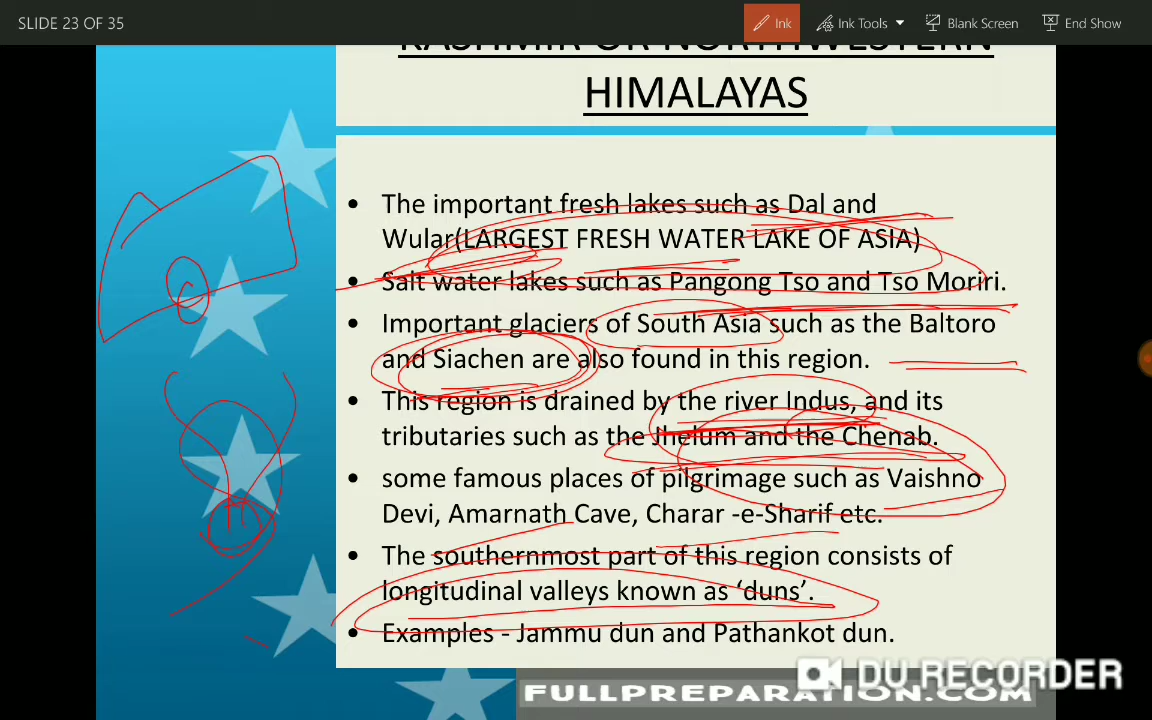 SLIDE 23 OF 35
Ink
Ink Tools
Blank Screen
End Show
KASHMIR OR NORTHWESTERN
HIMALAYAS
• The important fresh lakes such as Dal and
Wular(LARGEST FRESH WATER LAKE OF ASIA)
• Salt water lakes such as Pangong Tso and Tso Moriri.
• Important glaciers of South Asia such as the Baltoro
and Siachen are also found in this region.
• This region is drained by the river Indus, and its
tributaries such as the Jhelum and the Chenab.
• some famous places of pilgrimage such as Vaishno
Devi, Amarnath Cave, Charar -e-Sharif etc.
• The southernmost part of this region consists of
longitudinal valleys known as ‘duns’.
• Examples - Jammu dun and Pathankot dun.
DU RECORDER
FULLPREPARATION.COM